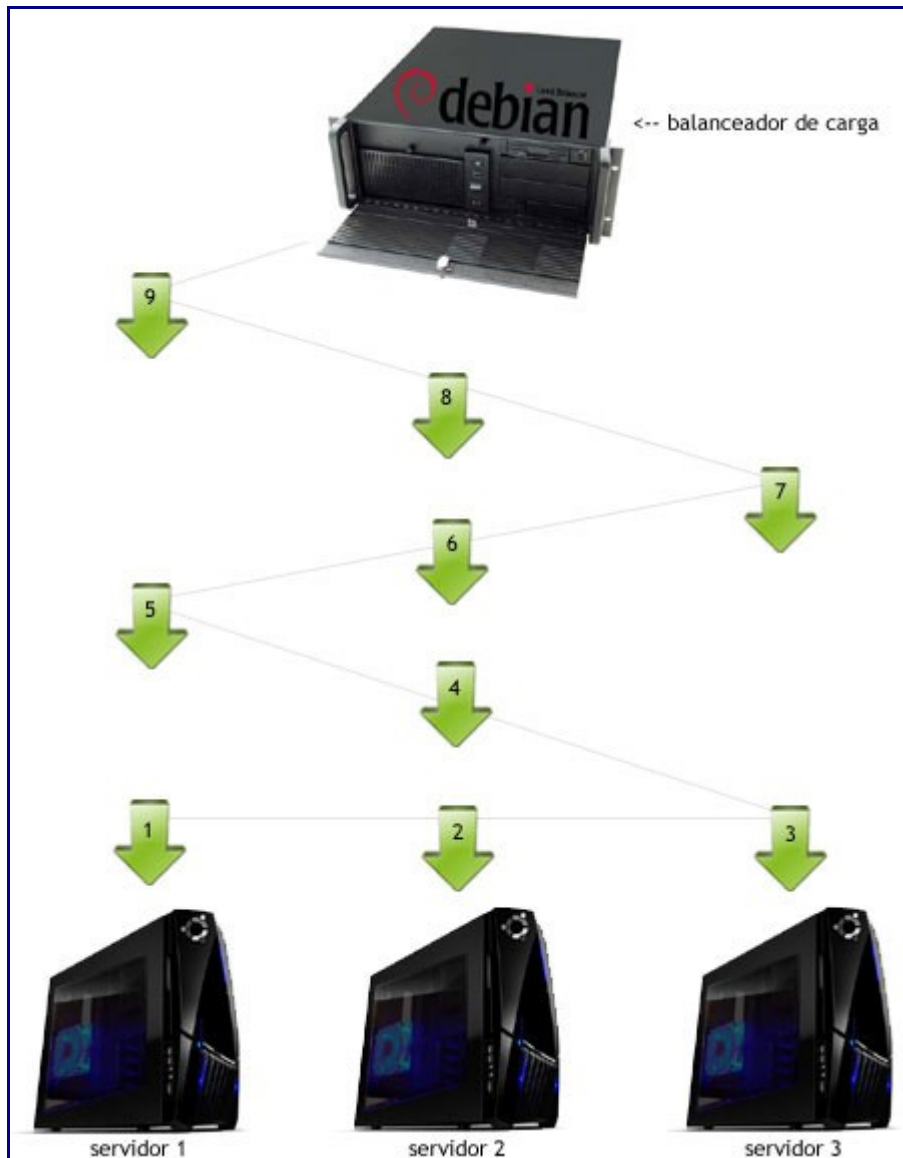 debian
<-- balanceador de carga
9
8
7
6
5
4
1
2
3
servidor 1
servidor 2
servidor 3